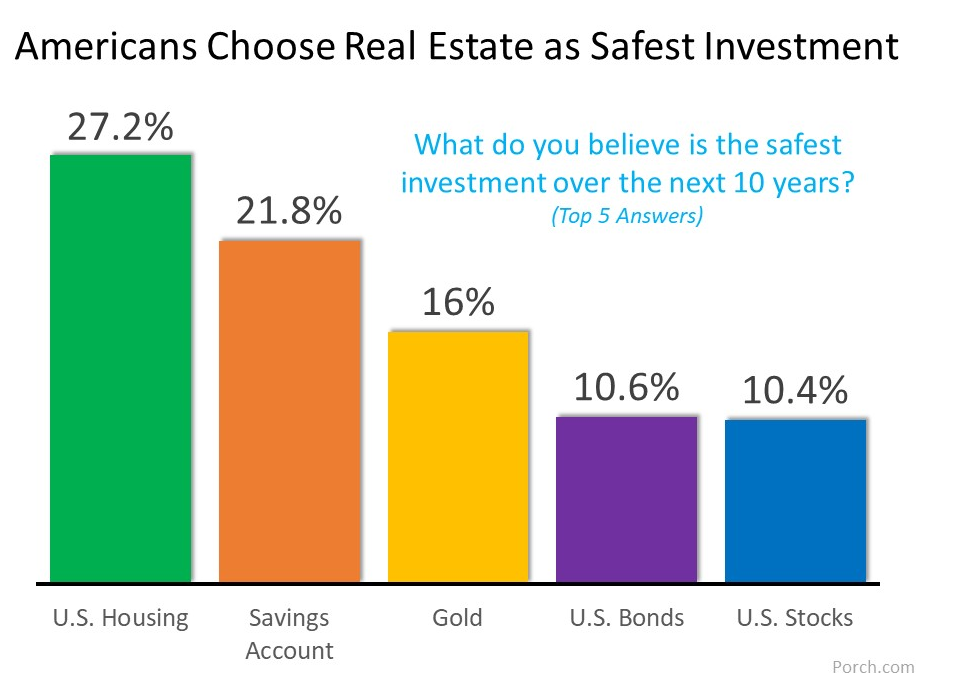 Americans Choose Real Estate as Safest Investment
What do you believe is the safest
investment over the next 10 years?
(Top 5 Answers)
27.2%
21.8%
16%
10.6%
10.4%
U.S. Housing
Savings
Account
Gold
U.S. Bonds
U.S. Stocks
Porch.com